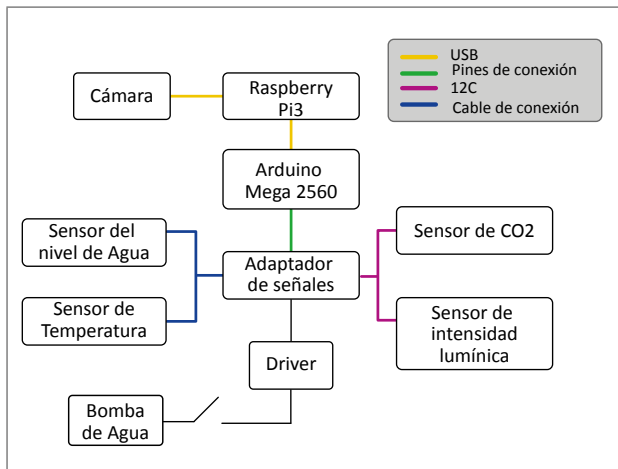 USB
Pines de conexión
12C
Cable de conexión
Cámara
Raspberry
Pi3
Arduino
Mega 2560
Sensor del
nivel de Agua
Adaptador
de señales
Sensor de CO2
Sensor de
Temperatura
Sensor de
intensidad
lumínica
Driver
Bomba
de Agua